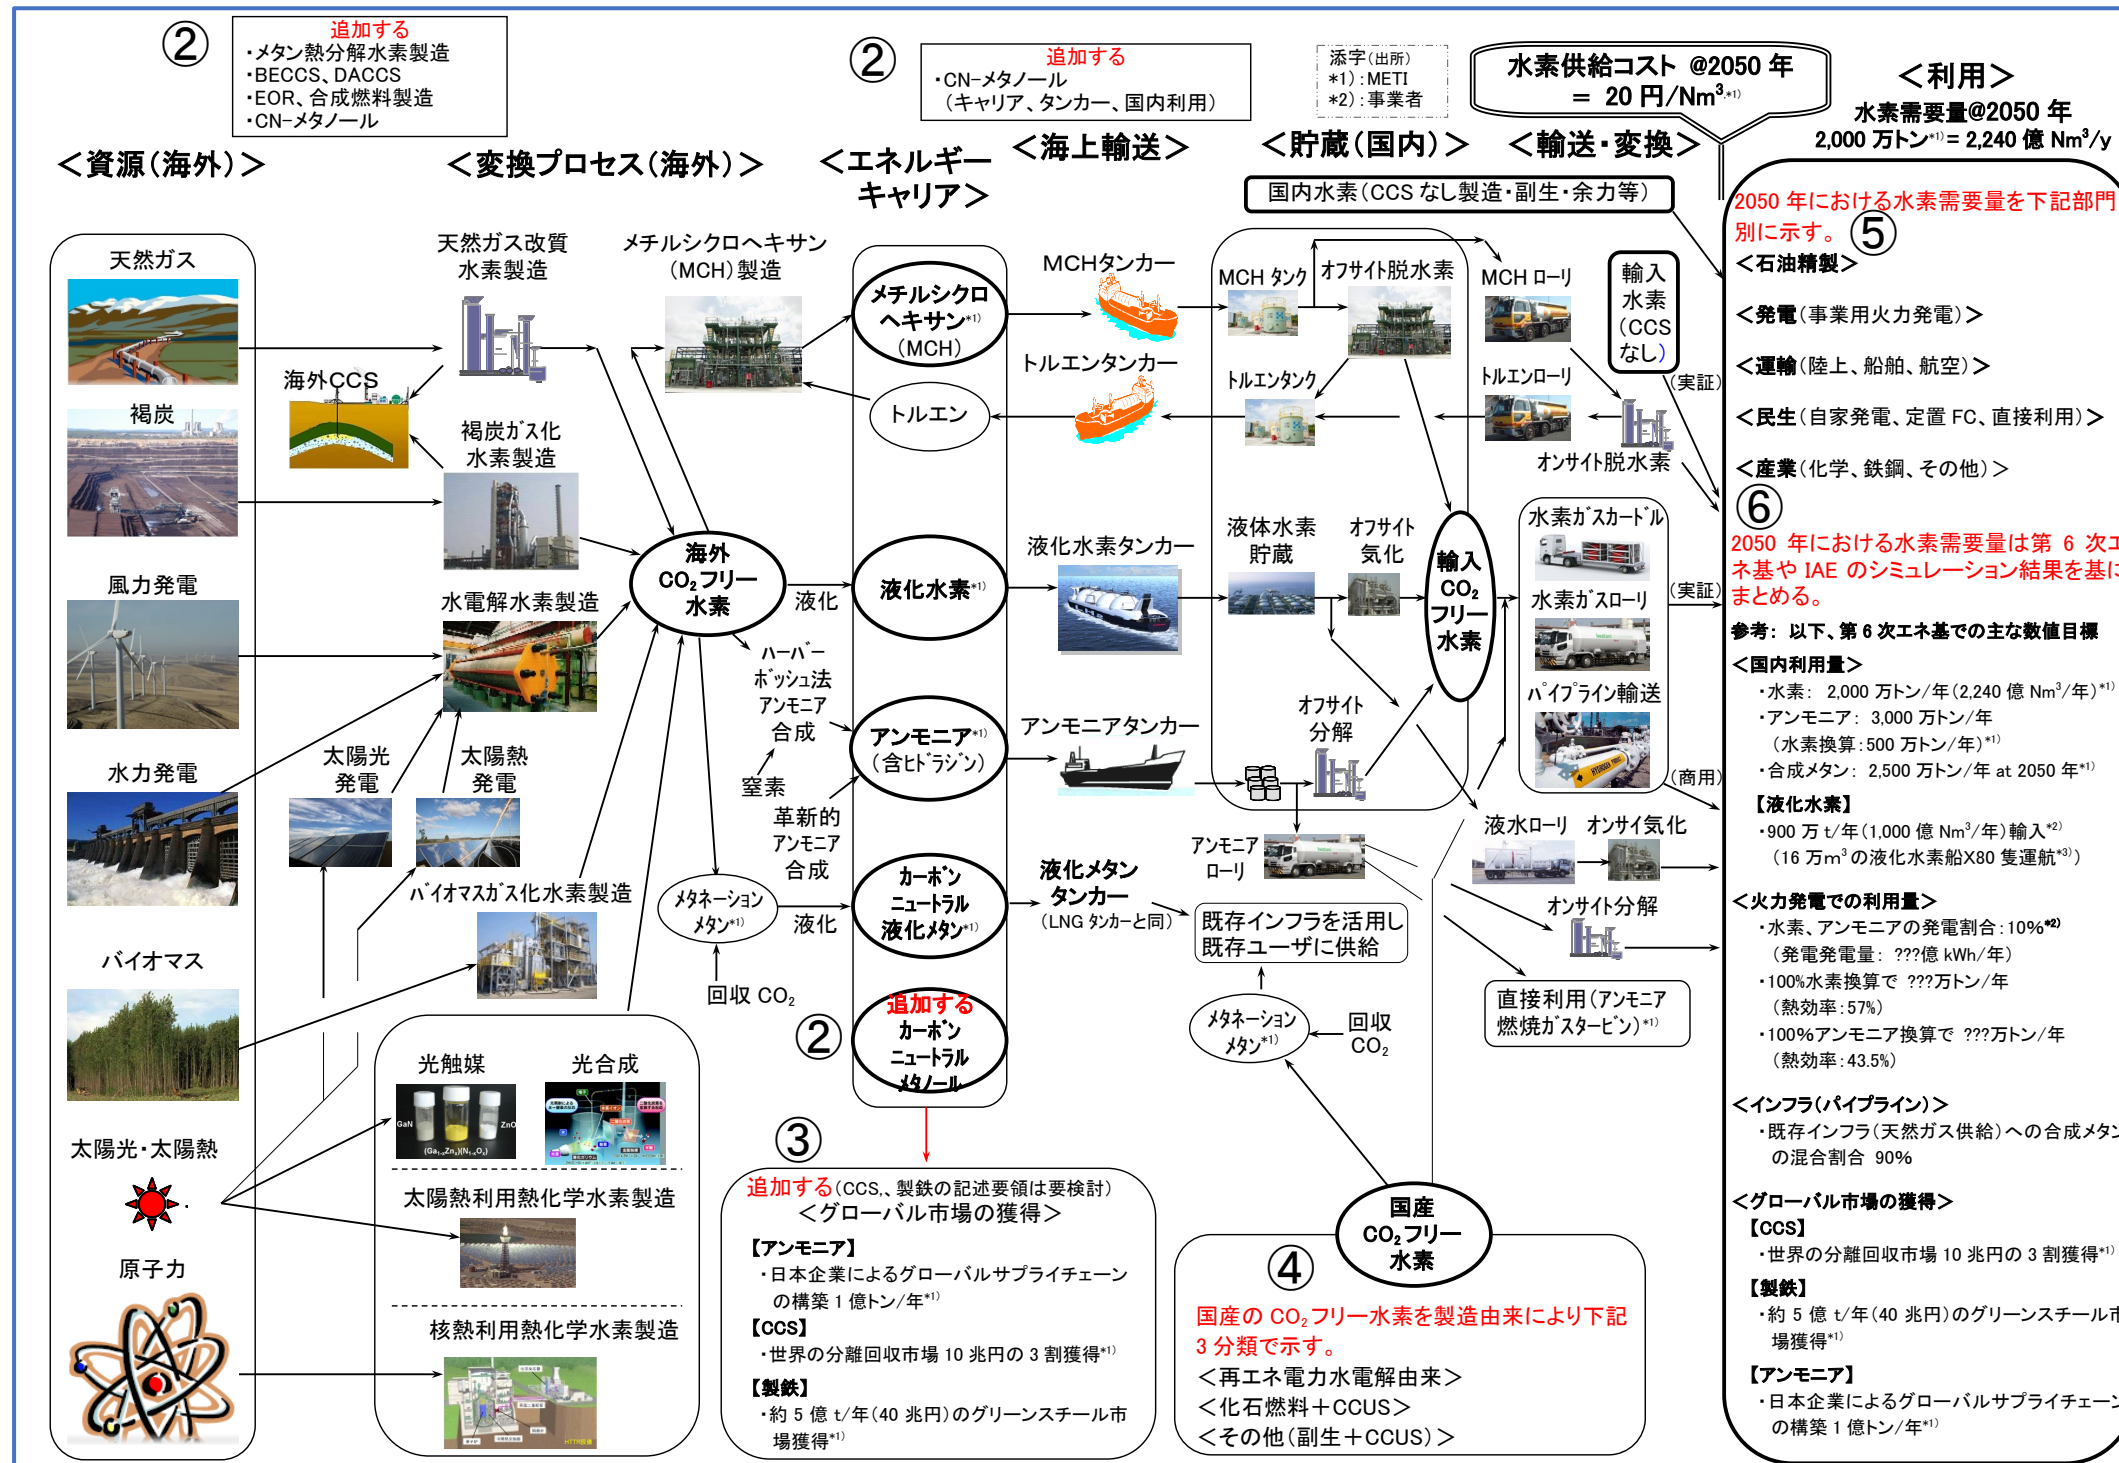 ②
追加する
・メタン熱分解水素製造
・BECCS、DACCS
・EOR、合成燃料製造
・CN-メタノール
②
追加する
・CN-メタノール
（キャリア、タンカー、国内利用）
添字（出所）
*1）：METI
*2）：事業者
水素供給コスト @2050 年
＝ 20 円/Nm³.*1）
＜利用＞
水素需要量@2050 年
2,000 万トン*1）＝ 2,240 億 Nm³/y
＜資源（海外）＞
＜変換プロセス（海外）＞
＜エネルギー
キャリア＞
＜海上輸送＞
＜貯蔵（国内）＞
＜輸送・変換＞
国内水素（CCS なし製造・副生・余力等）
天然ガス
褐炭
風力発電
水力発電
バイオマス
太陽光・太陽熱
原子力
天然ガス改質
水素製造
海外CCS
褐炭ガス化
水素製造
水電解水素製造
太陽光
発電
太陽熱
発電
バイオマスガス化水素製造
光触媒
光合成
GaN
ZnO
(Ga₁₋ₓZnₓ)(N₁₋ₓOₓ)
太陽熱利用熱化学水素製造
核熱利用熱化学水素製造
メチルシクロヘキサン
（MCH）製造
海外
CO₂フリー
水素
液化
ハーバー
ボッシュ法
アンモニア
合成
窒素
革新的
アンモニア
合成
メタネーション
メタン*1）
液化
回収 CO₂
メチルシクロ
ヘキサン*1）
（MCH）
トルエン
液化水素*1）
アンモニア*1）
（含ヒドラジン）
カーボン
ニュートラル
液化メタン*1）
②
追加する
カーボン
ニュートラル
メタノール
MCHタンカー
トルエンタンカー
液化水素タンカー
アンモニアタンカー
液化メタン
タンカー
（LNG タンカーと同）
MCH タンク
オフサイト脱水素
トルエンタンク
液体水素
貯蔵
オフサイト
気化
オフサイト
分解
輸入
CO₂
フリー
水素
アンモニア
ローリ
既存インフラを活用し
既存ユーザに供給
メタネーション
メタン*1）
回収
CO₂
MCH ローリ
トルエンローリ
輸入
水素
（CCS
なし）
オンサイト脱水素
（実証）
水素ガスカードル
水素ガスローリ
（実証）
パイプライン輸送
HYDROGEN
（商用）
液水ローリ
オンサイ気化
オンサイト分解
直接利用（アンモニア
燃焼ガスタービン）*1）
③
追加する（CCS,、製鉄の記述要領は要検討）
＜グローバル市場の獲得＞
【アンモニア】
・日本企業によるグローバルサプライチェーン
の構築 1 億トン/年*1）
【CCS】
・世界の分離回収市場 10 兆円の 3 割獲得*1）
【製鉄】
・約 5 億 t/年（40 兆円）のグリーンスチール市
場獲得*1）
国産
CO₂フリー
水素
④
国産の CO₂フリー水素を製造由来により下記
3 分類で示す。
＜再エネ電力水電解由来＞
＜化石燃料＋CCUS＞
＜その他（副生＋CCUS）＞
2050 年における水素需要量を下記部門
別に示す。 ⑤
＜石油精製＞
＜発電（事業用火力発電）＞
＜運輸（陸上、船舶、航空）＞
＜民生（自家発電、定置 FC、直接利用）＞
＜産業（化学、鉄鋼、その他）＞
⑥
2050 年における水素需要量は第 6 次エ
ネ基や IAE のシミュレーション結果を基に
まとめる。
参考： 以下、第 6 次エネ基での主な数値目標
＜国内利用量＞
・水素： 2,000 万トン/年（2,240 億 Nm³/年）*1）
・アンモニア： 3,000 万トン/年
（水素換算：500 万トン/年）*1）
・合成メタン： 2,500 万トン/年 at 2050 年*1）
【液化水素】
・900 万 t/年（1,000 億 Nm³/年）輸入*2）
（16 万m³の液化水素船X80 隻運航*3））
＜火力発電での利用量＞
・水素、アンモニアの発電割合：10%*2）
（発電発電量： ???億 kWh/年）
・100%水素換算で ???万トン/年
（熱効率：57%）
・100%アンモニア換算で ???万トン/年
（熱効率：43.5%）
＜インフラ（パイプライン）＞
・既存インフラ（天然ガス供給）への合成メタン
の混合割合 90%
＜グローバル市場の獲得＞
【CCS】
・世界の分離回収市場 10 兆円の 3 割獲得*1）
【製鉄】
・約 5 億 t/年（40 兆円）のグリーンスチール市
場獲得*1）
【アンモニア】
・日本企業によるグローバルサプライチェーン
の構築 1 億トン/年*1）